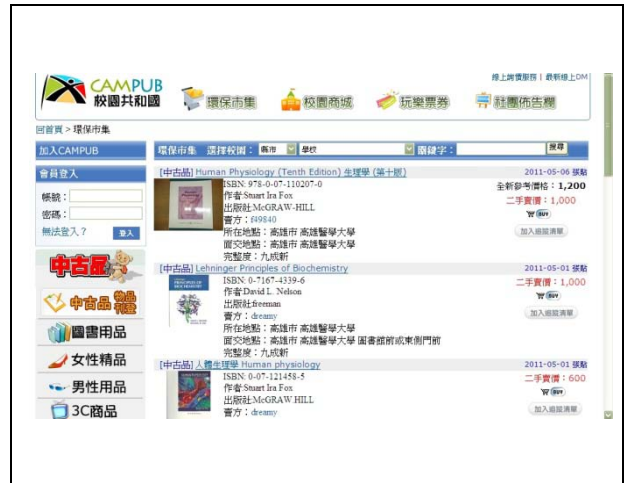 線上詢價服務 | 最新線上DM
CAMPUB
校園共和國
環保市集
校園商城
玩樂票券
社團佈告欄
回首頁 > 環保市集
加入CAMPUB
環保市集 選擇校園: 縣市 學校 關鍵字: 搜尋
會員登入
帳號:
密碼:
無法登入? 登入
中古屋
中古品 物品刊登
圖書用品
女性精品
男性用品
3C商品
[中古品] Human Physiology (Tenth Edition) 生理學 (第十版) 2011-05-06 張貼
ISBN: 978-0-07-110207-0
作者:Stuart Ira Fox
出版社:McGRAW-HILL
賣方: f49840
所在地點: 高雄市 高雄醫學大學
面交地點: 高雄市 高雄醫學大學
完整度: 九成新
全新參考價格: 1,200
二手賣價: 1,000
BUY
加入追蹤清單
[中古品] Lehninger Principles of Biochemistry 2011-05-01 張貼
ISBN: 0-7167-4339-6
作者:David L. Nelson
出版社:freeman
賣方: dreamy
所在地點: 高雄市 高雄醫學大學
面交地點: 高雄市 高雄醫學大學 圖書館前或東側門前
完整度: 九成新
二手賣價: 1,000
BUY
加入追蹤清單
[中古品] 人體生理學 Human physiology 2011-05-01 張貼
ISBN: 0-07-121458-5
作者:Stuart Ira Fox
出版社:McGRAW HILL
賣方: dreamy
二手賣價: 600
BUY
加入追蹤清單